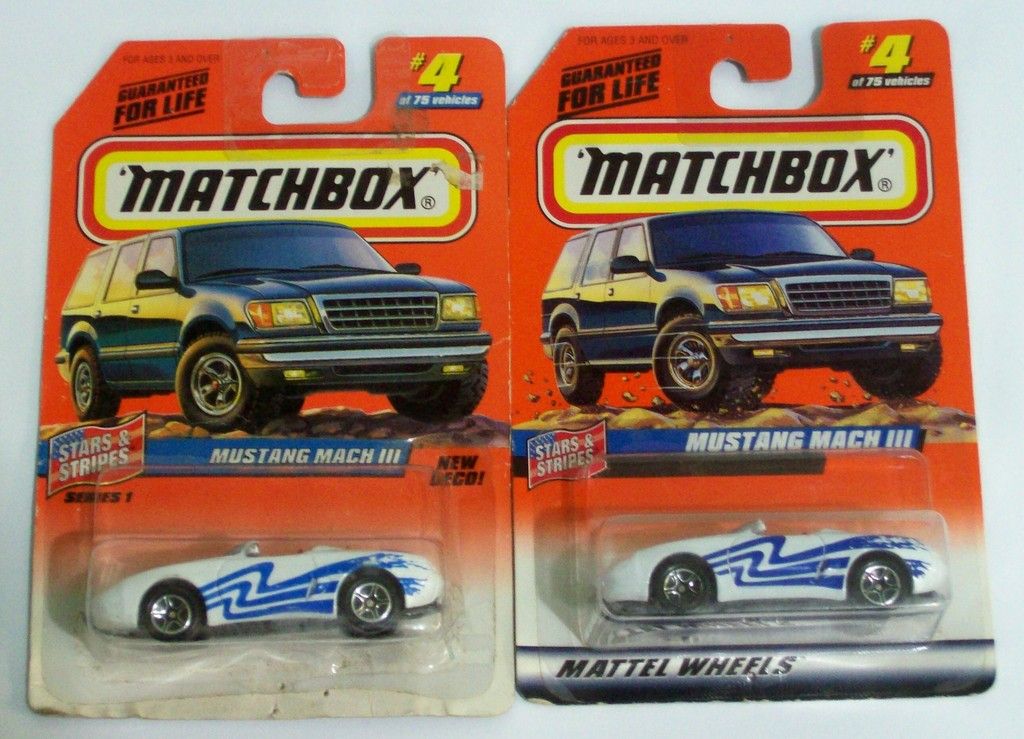 FOR AGES 3 AND OVER
GUARANTEED
FOR LIFE
#4
of 75 vehicles
'MATCHBOX'®
STARS &
STRIPES
MUSTANG MACH III
SERIES 1
NEW
DECO!
FOR AGES 3 AND OVER
GUARANTEED
FOR LIFE
#4
of 75 vehicles
'MATCHBOX'®
STARS &
STRIPES
MUSTANG MACH III
MATTEL WHEELS™